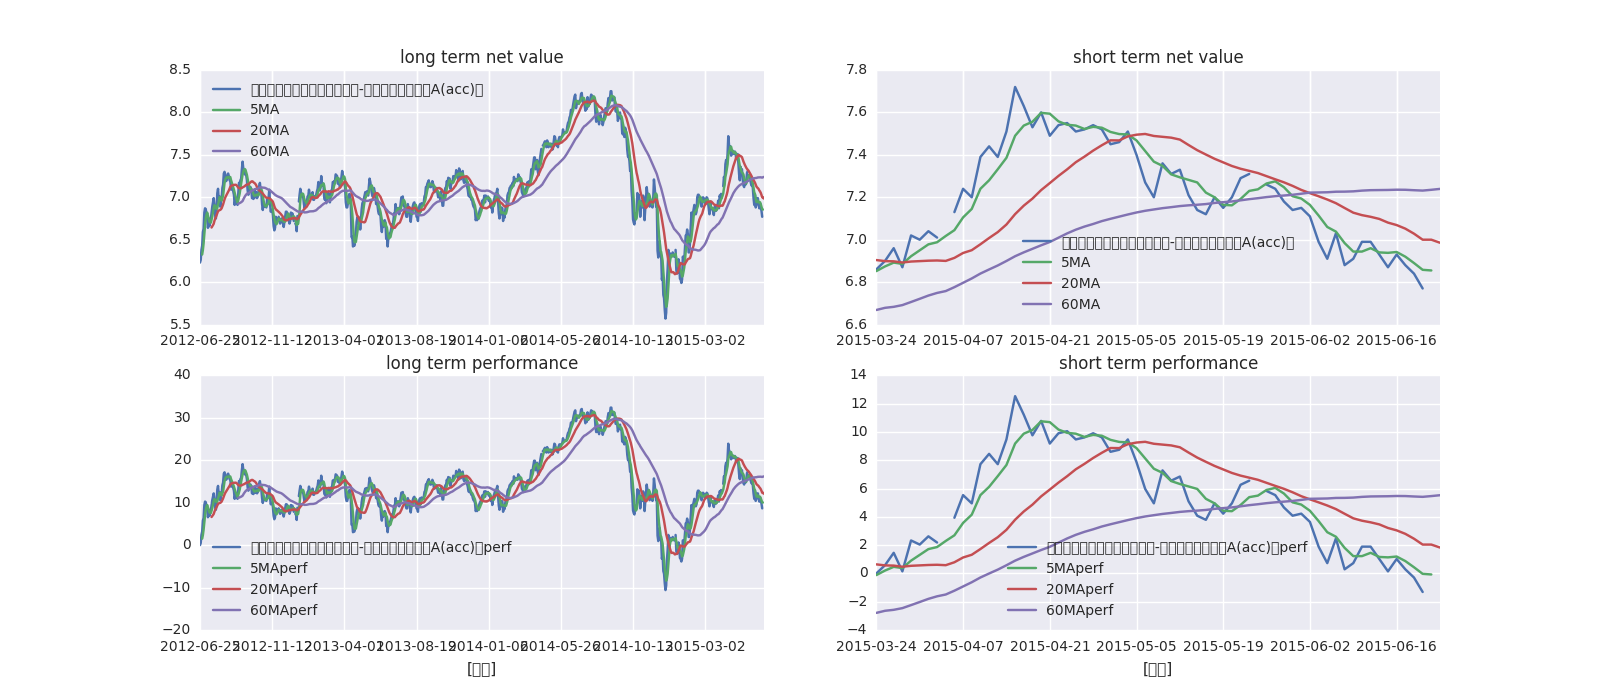 long term net value
8.5
8.0
7.5
7.0
6.5
6.0
5.5
A(acc)
5MA
20MA
60MA
2012-06-25 2012-11-12 2013-04-01 2013-08-19 2014-01-06 2014-05-26 2014-10-13 2015-03-02
short term net value
7.8
7.6
7.4
7.2
7.0
6.8
6.6
A(acc)
5MA
20MA
60MA
2015-03-24 2015-04-07 2015-04-21 2015-05-05 2015-05-19 2015-06-02 2015-06-16
long term performance
40
30
20
10
0
−10
−20
A(acc) perf
5MAperf
20MAperf
60MAperf
2012-06-25 2012-11-12 2013-04-01 2013-08-19 2014-01-06 2014-05-26 2014-10-13 2015-03-02
short term performance
14
12
10
8
6
4
2
0
−2
−4
A(acc) perf
5MAperf
20MAperf
60MAperf
2015-03-24 2015-04-07 2015-04-21 2015-05-05 2015-05-19 2015-06-02 2015-06-16